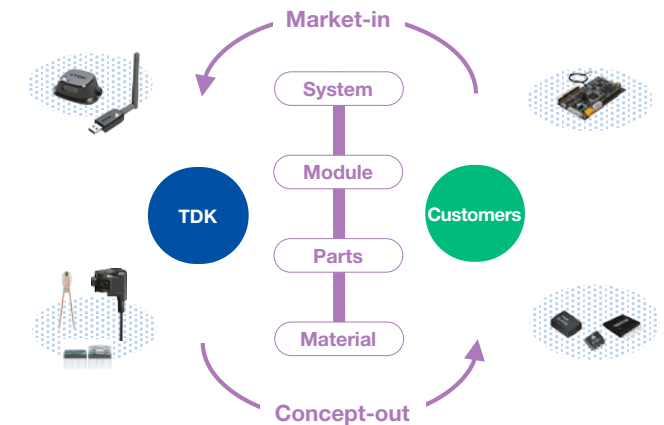 Market-in
System
Module
TDK
Customers
Parts
Material
Concept-out